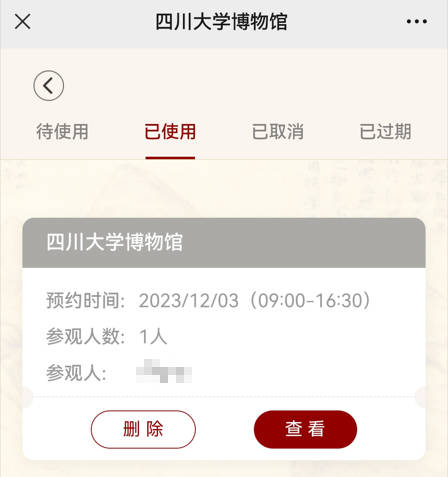 四川大学博物馆
待使用 已使用 已取消 已过期
四川大学博物馆
预约时间: 2023/12/03（09:00-16:30）
参观人数: 1人
参观人:
删除 查看